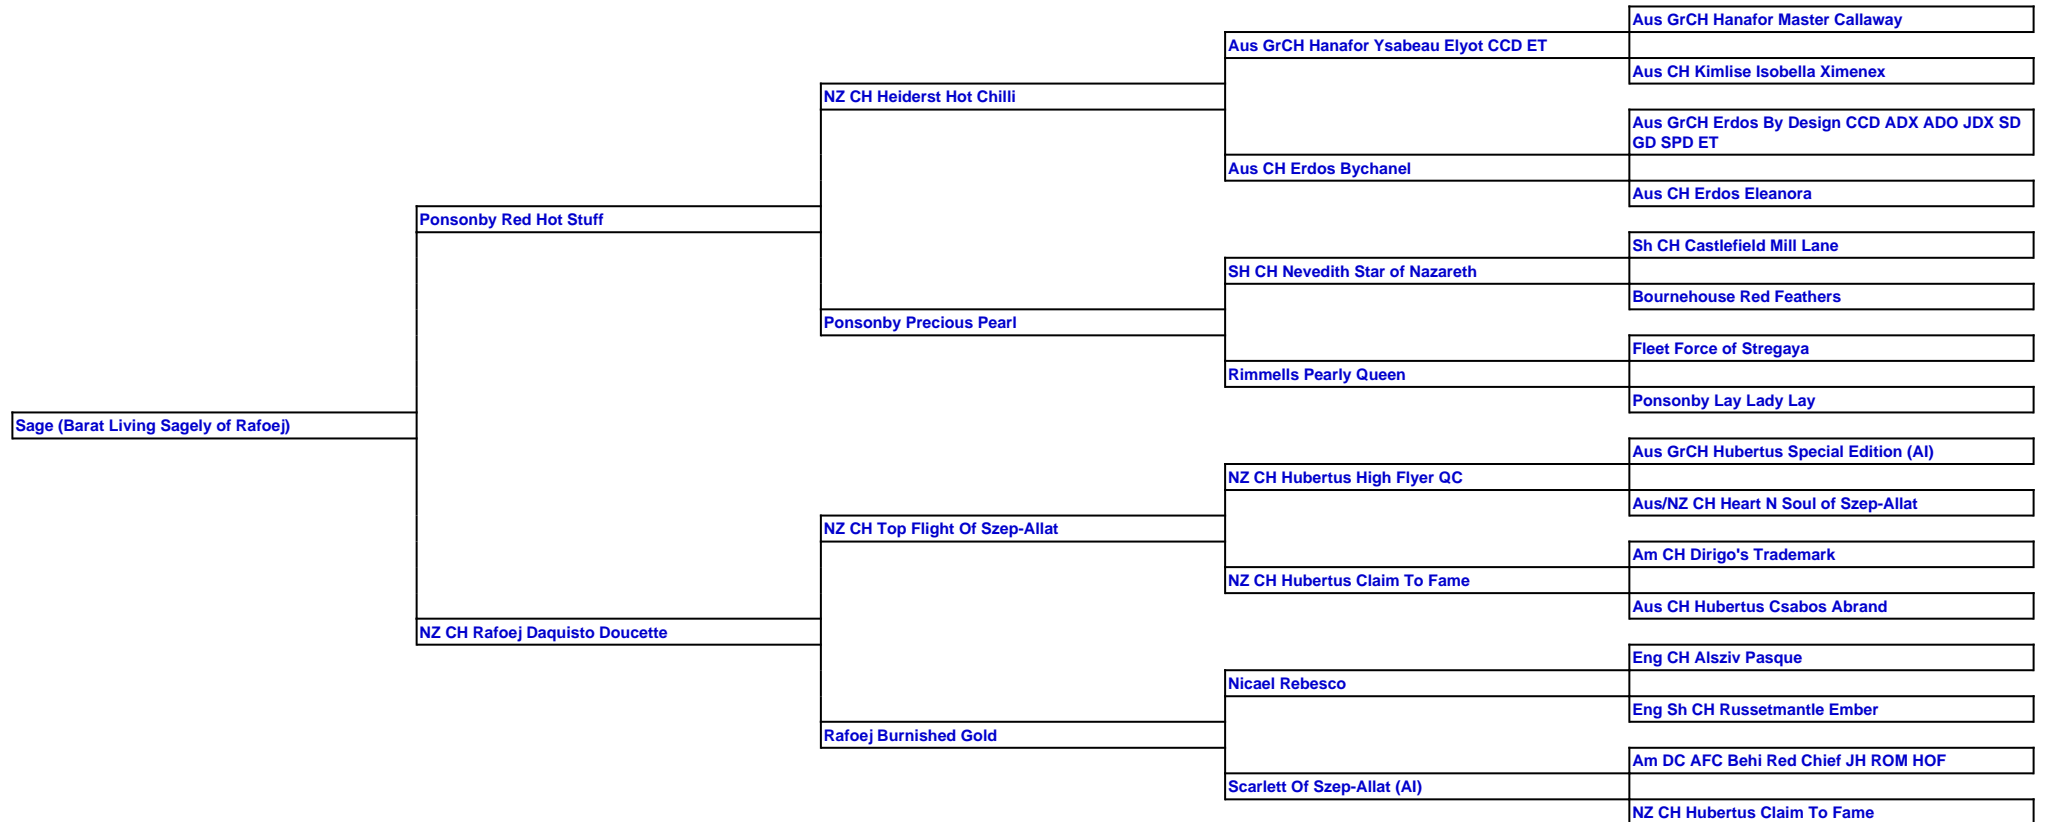 Aus GrCH Hanafor Master Callaway
Aus GrCH Hanafor Ysabeau Elyot CCD ET
Aus CH Kimlise Isobella Ximenex
NZ CH Heiderst Hot Chilli
Aus GrCH Erdos By Design CCD ADX ADO JDX SD
GD SPD ET
Aus CH Erdos Bychanel
Aus CH Erdos Eleanora
Ponsonby Red Hot Stuff
Sh CH Castlefield Mill Lane
SH CH Nevedith Star of Nazareth
Bournehouse Red Feathers
Ponsonby Precious Pearl
Fleet Force of Stregaya
Rimmells Pearly Queen
Ponsonby Lay Lady Lay
Sage (Barat Living Sagely of Rafoej)
Aus GrCH Hubertus Special Edition (AI)
NZ CH Hubertus High Flyer QC
Aus/NZ CH Heart N Soul of Szep-Allat
NZ CH Top Flight Of Szep-Allat
Am CH Dirigo's Trademark
NZ CH Hubertus Claim To Fame
Aus CH Hubertus Csabos Abrand
NZ CH Rafoej Daquisto Doucette
Eng CH Alsziv Pasque
Nicael Rebesco
Eng Sh CH Russetmantle Ember
Rafoej Burnished Gold
Am DC AFC Behi Red Chief JH ROM HOF
Scarlett Of Szep-Allat (AI)
NZ CH Hubertus Claim To Fame